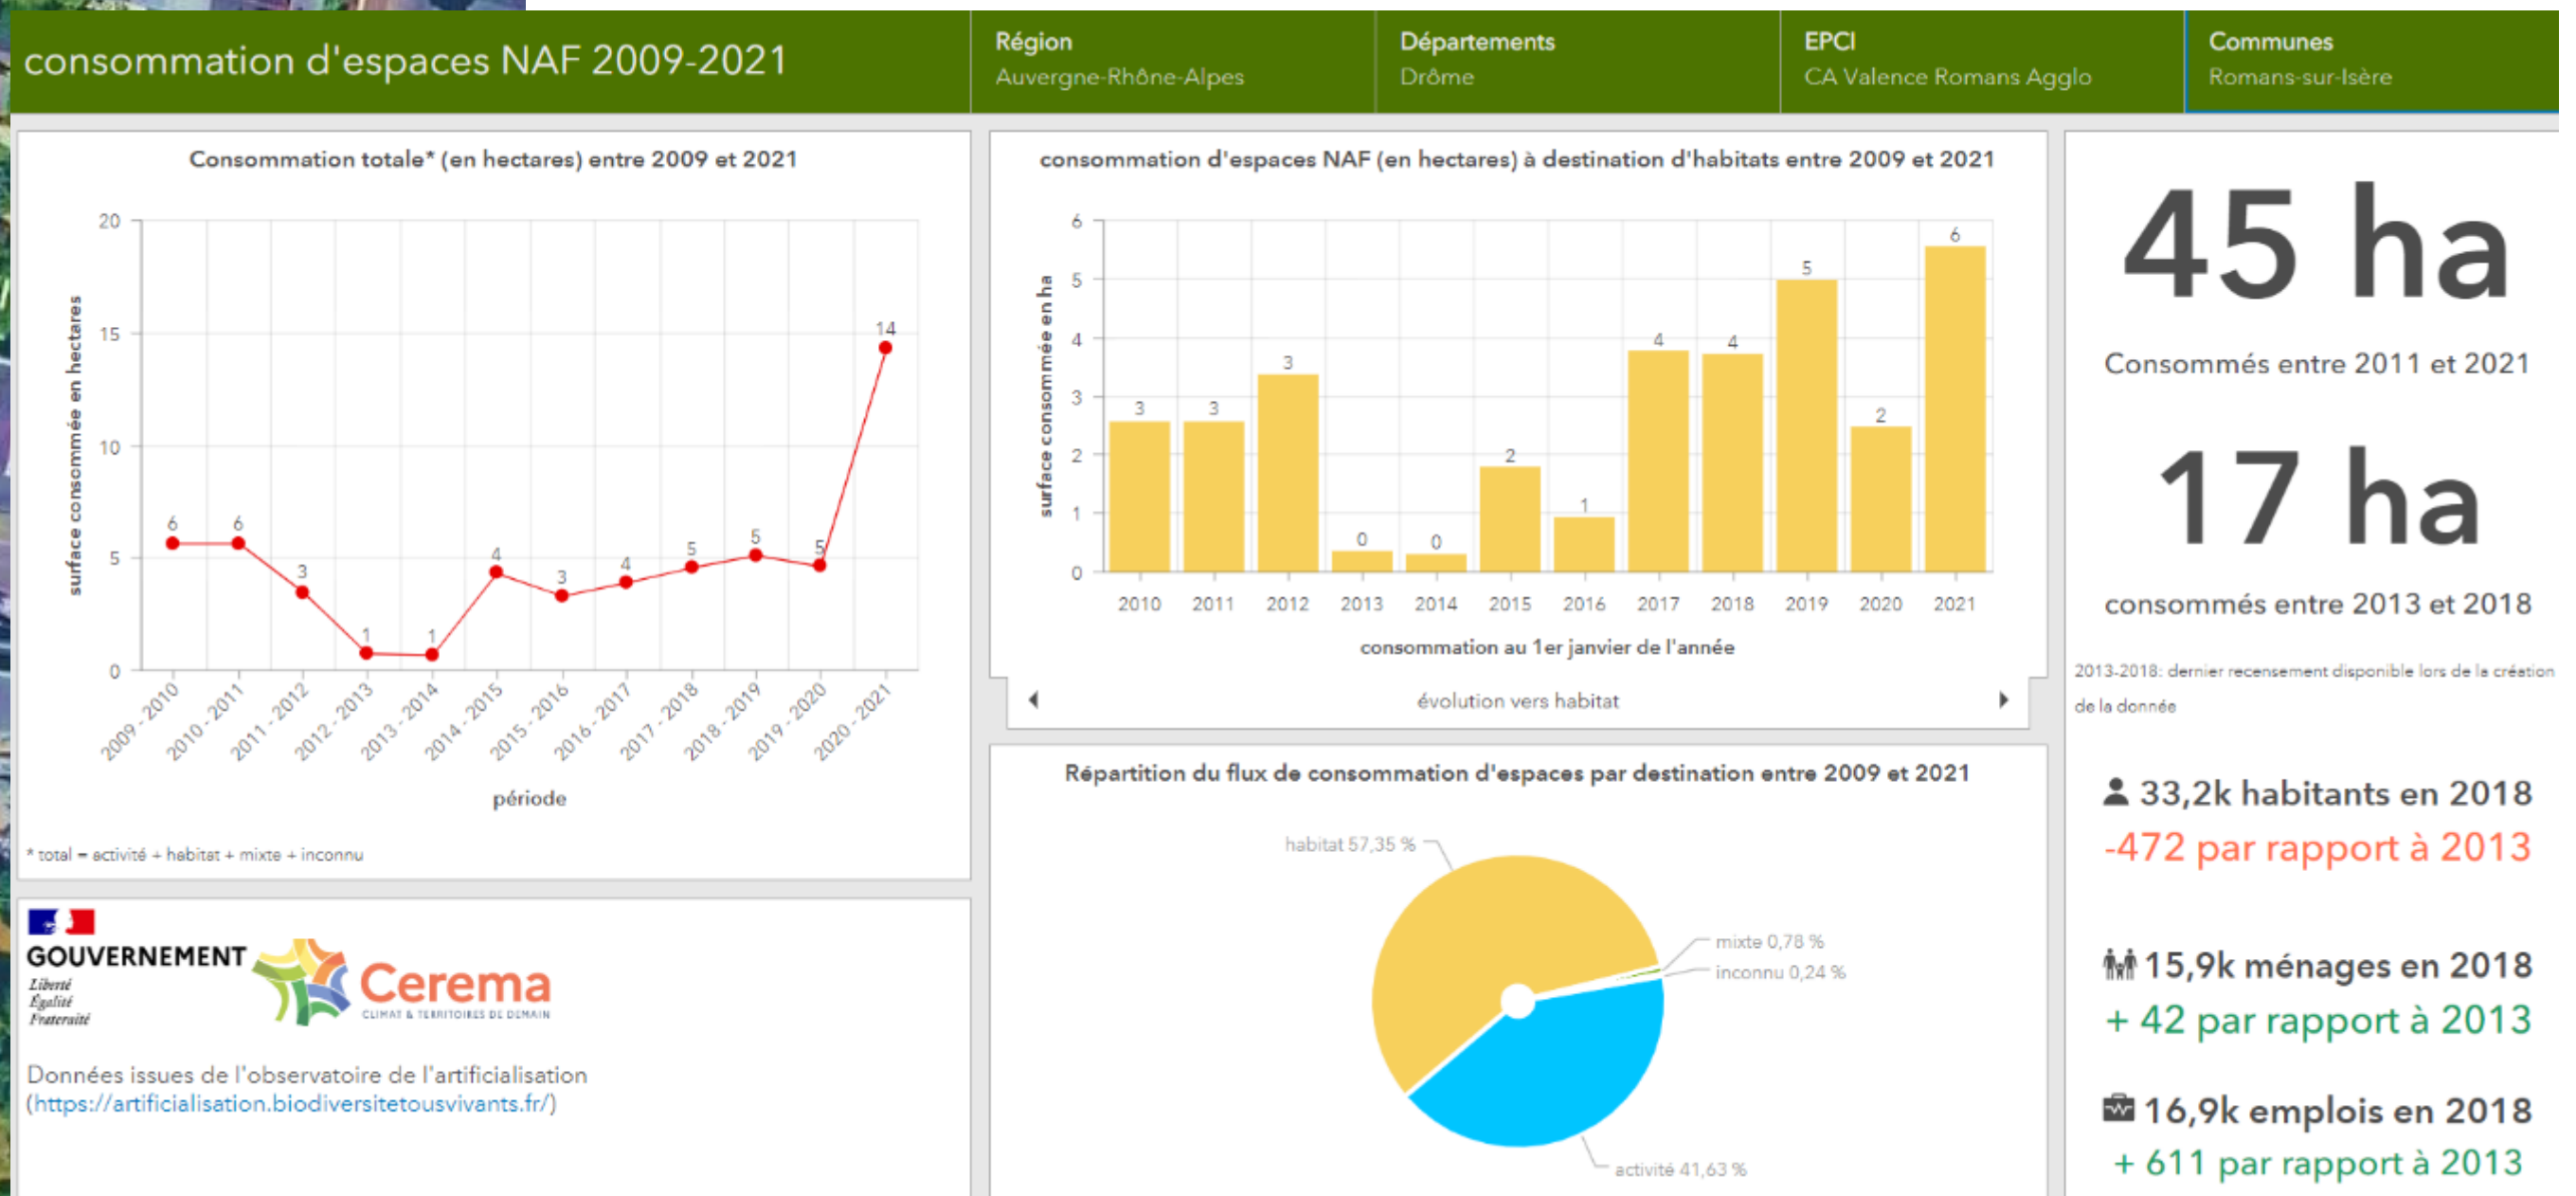 consommation d'espaces NAF 2009-2021
Région
Auvergne-Rhône-Alpes
Départements
Drôme
EPCI
CA Valence Romans Agglo
Communes
Romans-sur-Isère
Consommation totale* (en hectares) entre 2009 et 2021
surface consommée en hectares
20
15
10
5
0
6
6
3
1
1
4
3
4
5
5
5
14
2009 - 2010
2010 - 2011
2011 - 2012
2012 - 2013
2013 - 2014
2014 - 2015
2015 - 2016
2016 - 2017
2017 - 2018
2018 - 2019
2019 - 2020
2020 - 2021
période
* total = activité + habitat + mixte + inconnu
GOUVERNEMENT
Liberté
Égalité
Fraternité
Cerema
CLIMAT & TERRITOIRES DE DEMAIN
Données issues de l'observatoire de l'artificialisation
(https://artificialisation.biodiversitetousvivants.fr/)
consommation d'espaces NAF (en hectares) à destination d'habitats entre 2009 et 2021
surface consommée en ha
6
5
4
3
2
1
0
3
3
3
0
0
2
1
4
4
5
2
6
2010 2011 2012 2013 2014 2015 2016 2017 2018 2019 2020 2021
consommation au 1er janvier de l'année
évolution vers habitat
Répartition du flux de consommation d'espaces par destination entre 2009 et 2021
habitat 57,35 %
mixte 0,78 %
inconnu 0,24 %
activité 41,63 %
45 ha
Consommés entre 2011 et 2021
17 ha
consommés entre 2013 et 2018
2013-2018: dernier recensement disponible lors de la création
de la donnée
33,2k habitants en 2018
-472 par rapport à 2013
15,9k ménages en 2018
+ 42 par rapport à 2013
16,9k emplois en 2018
+ 611 par rapport à 2013